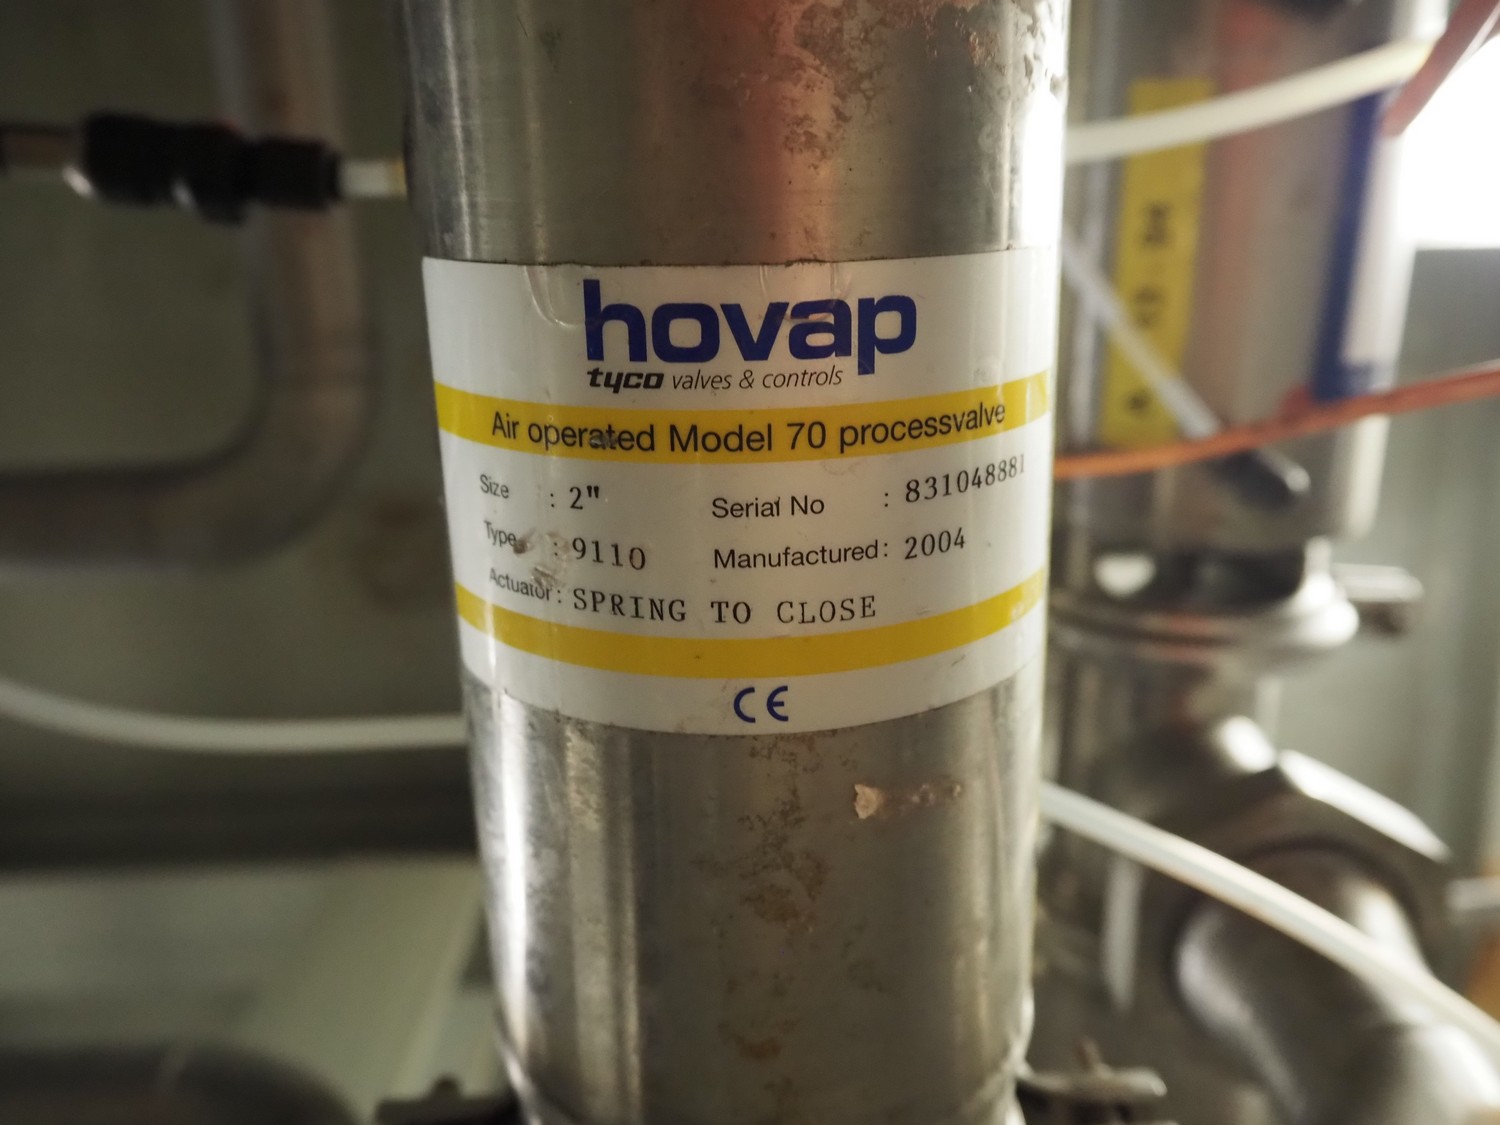 hovap
tyco valves & controls
Air operated Model 70 processvalve
Size : 2" Serial No : 831048881
Type : 9110 Manufactured: 2004
Actuator: SPRING TO CLOSE
CE